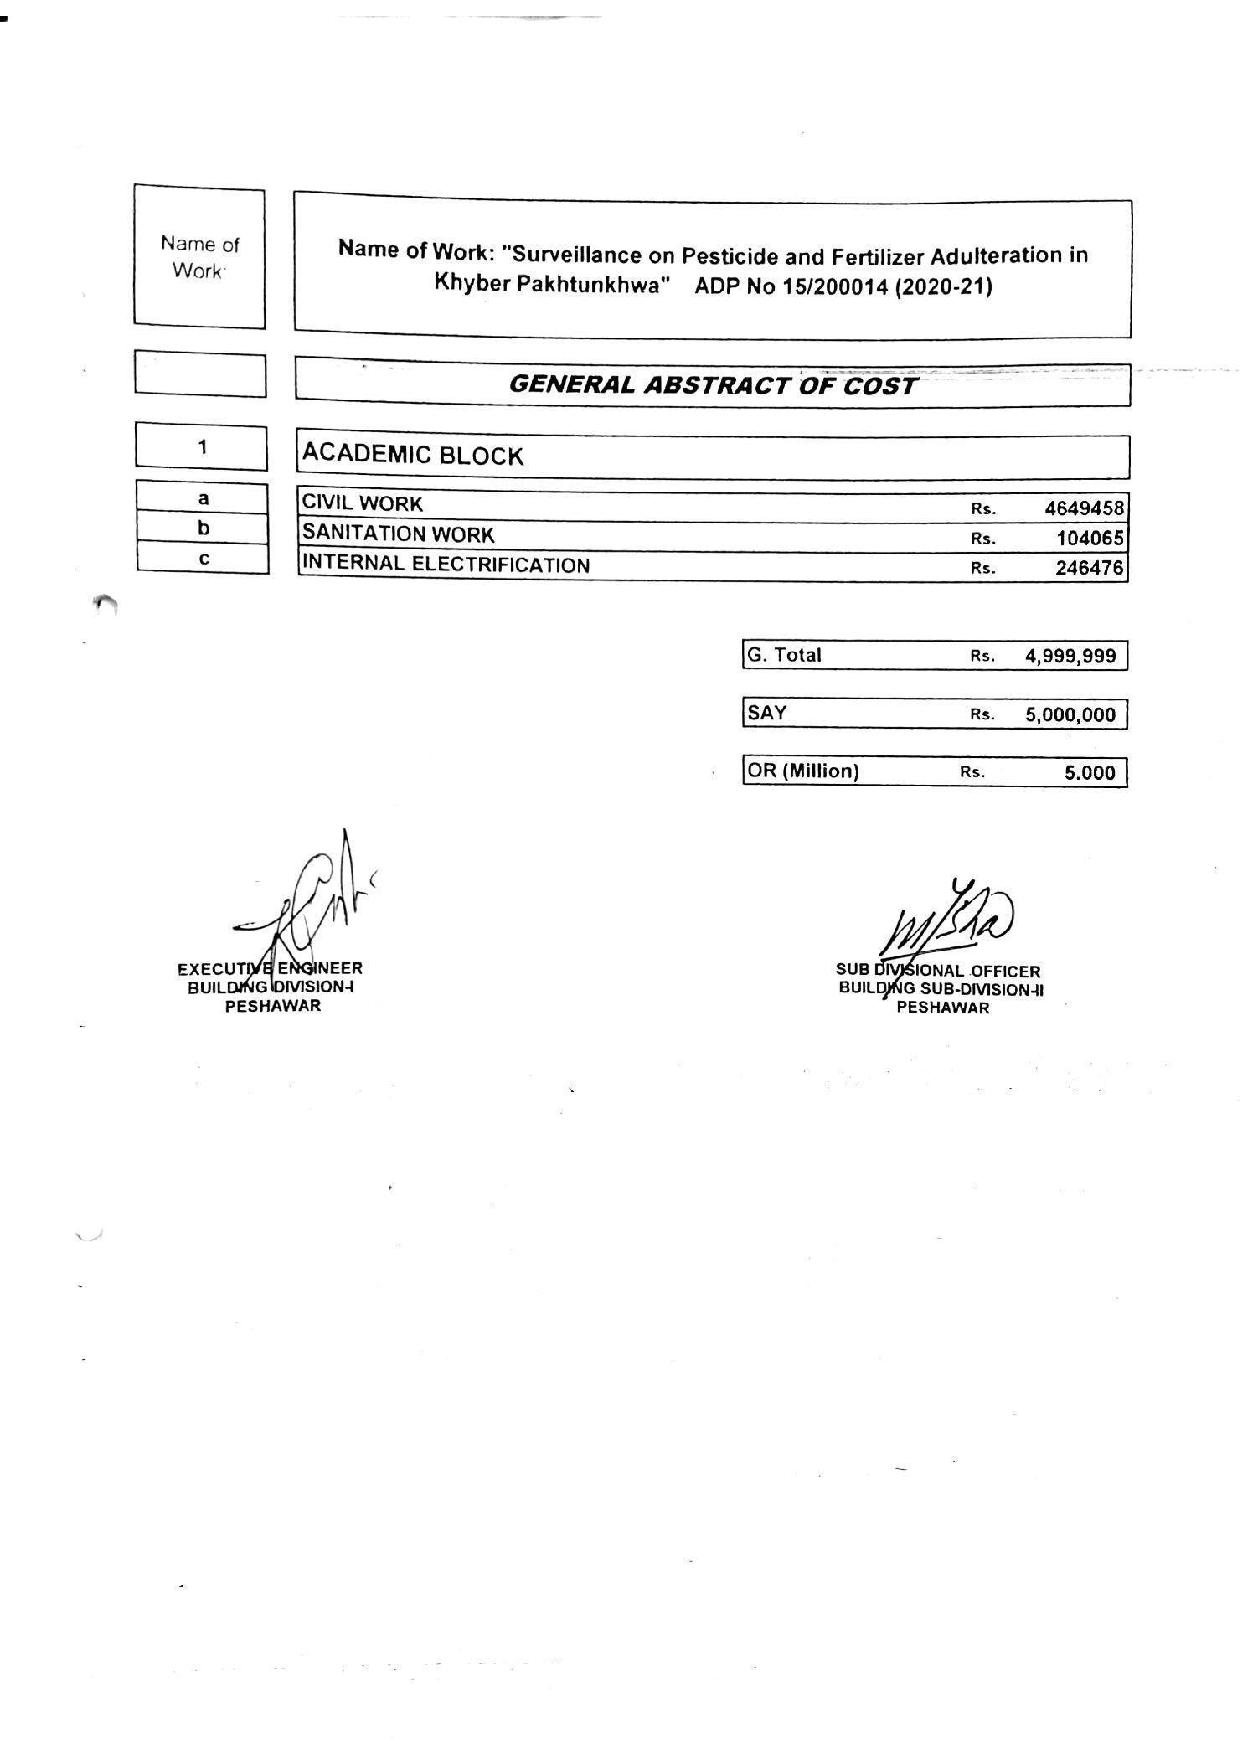 Name of
Work:
Name of Work: "Surveillance on Pesticide and Fertilizer Adulteration in
Khyber Pakhtunkhwa" ADP No 15/200014 (2020-21)
GENERAL ABSTRACT OF COST
1 ACADEMIC BLOCK
a CIVIL WORK Rs. 4649458
b SANITATION WORK Rs. 104065
c INTERNAL ELECTRIFICATION Rs. 246476
G. Total Rs. 4,999,999
SAY Rs. 5,000,000
OR (Million) Rs. 5.000
EXECUTIVE ENGINEER
BUILDING DIVISION-I
PESHAWAR
SUB DIVISIONAL OFFICER
BUILDING SUB-DIVISION-II
PESHAWAR